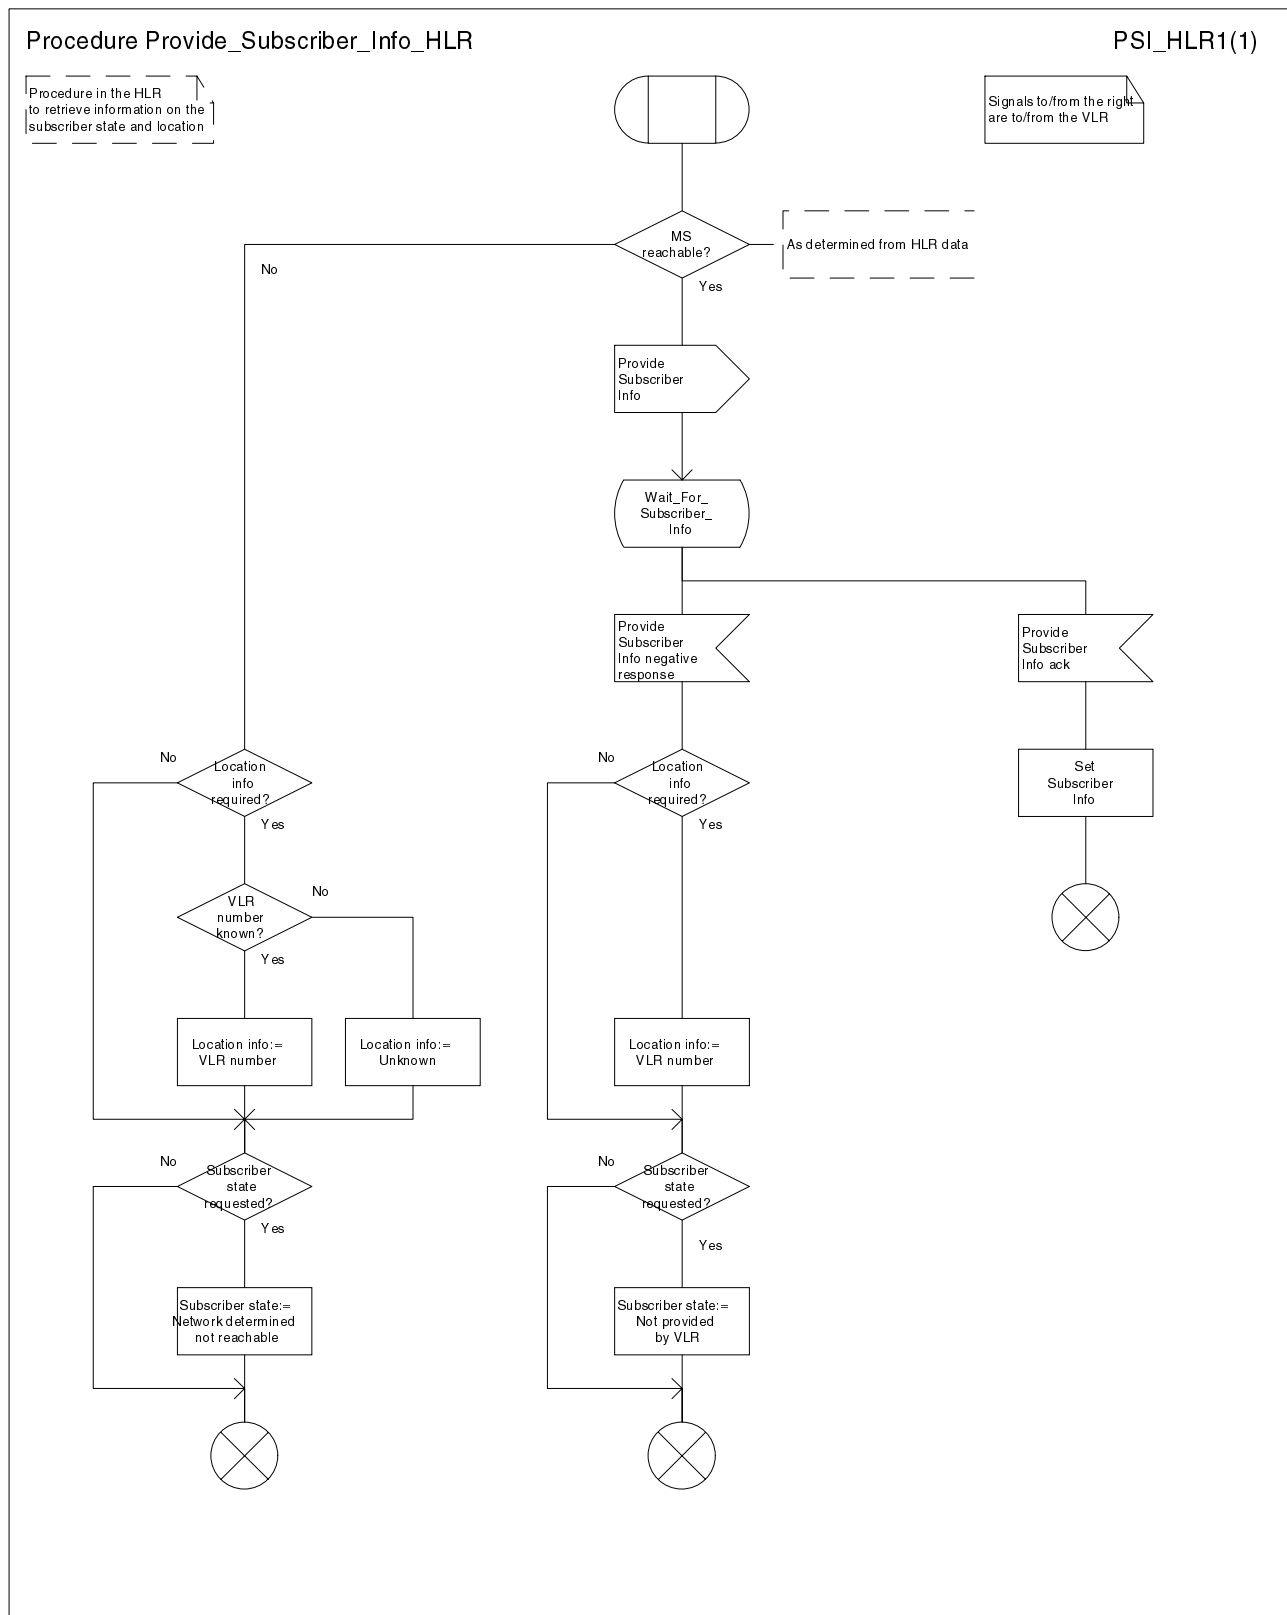 Procedure Provide_Subscriber_Info_HLR
PSI_HLR1(1)
Procedure in the HLR
to retrieve information on the
subscriber state and location
Signals to/from the right
are to/from the VLR
MS
reachable?
As determined from HLR data
No
Yes
Provide
Subscriber
Info
Wait_For_
Subscriber_
Info
Provide
Subscriber
Info negative
response
Provide
Subscriber
Info ack
No
Location
info
required?
Yes
No
Location
info
required?
Yes
Set
Subscriber
Info
VLR
number
known?
No
Yes
Location info:=
VLR number
Location info:=
Unknown
Location info:=
VLR number
No
Subscriber
state
requested?
Yes
No
Subscriber
state
requested?
Yes
Subscriber state:=
Network determined
not reachable
Subscriber state:=
Not provided
by VLR